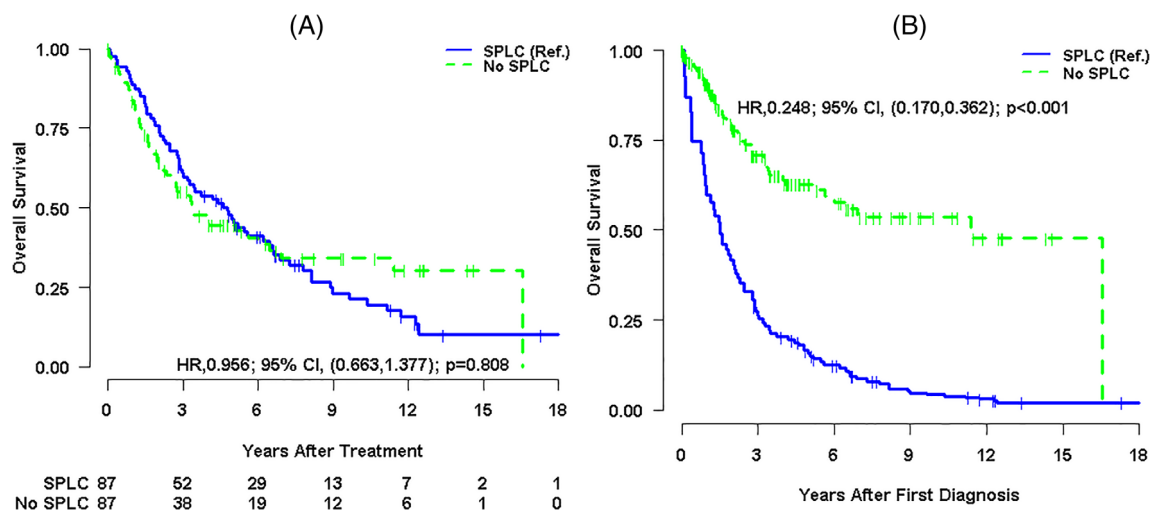 (A)
SPLC (Ref.)
No SPLC
1.00
0.75
0.50
0.25
0.00
Overall Survival
HR,0.956; 95% CI, (0.663,1.377); p=0.808
0 3 6 9 12 15 18
Years After Treatment
SPLC 87 52 29 13 7 2 1
No SPLC 87 38 19 12 6 1 0
(B)
SPLC (Ref.)
No SPLC
HR,0.248; 95% CI, (0.170,0.362); p<0.001
1.00
0.75
0.50
0.25
0.00
Overall Survival
0 3 6 9 12 15 18
Years After First Diagnosis